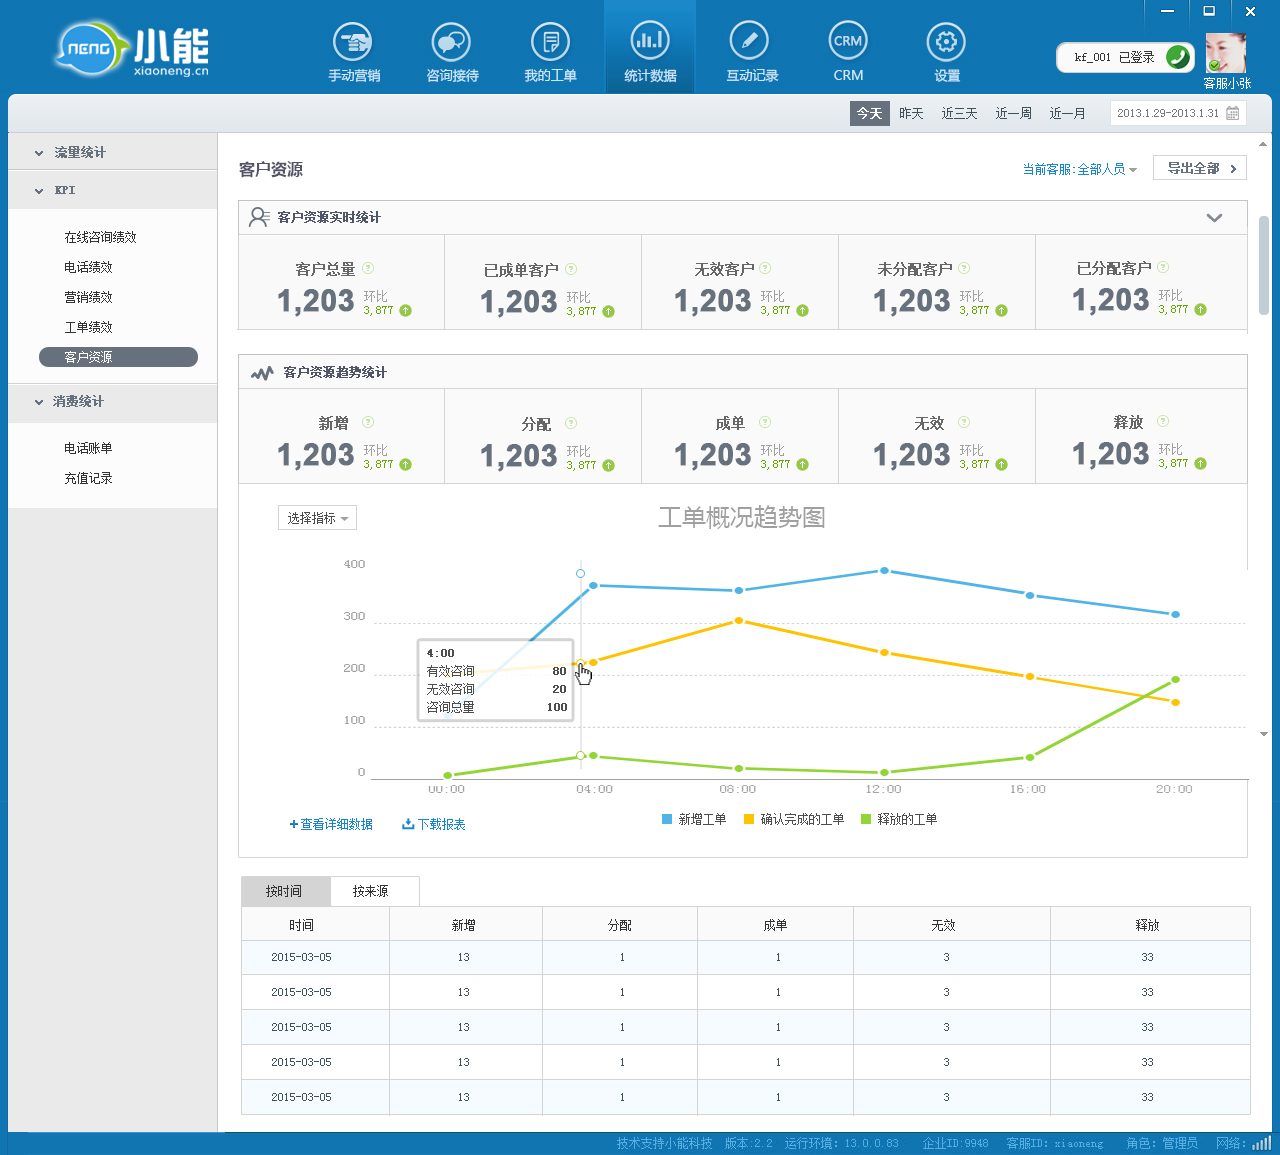 NENG 小能
xiaoneng.cn
手动营销 咨询接待 我的工单 统计数据 互动记录 CRM CRM 设置
kf_001 已登录
客服小张
今天 昨天 近三天 近一周 近一月 2013.1.29-2013.1.31
流量统计
KPI
在线咨询绩效
电话绩效
营销绩效
工单绩效
客户资源
消费统计
电话账单
充值记录
客户资源 当前客服:全部人员 导出全部
客户资源实时统计
客户总量 ? 已成单客户 ? 无效客户 ? 未分配客户 ? 已分配客户 ?
1,203 环比 1,203 环比 1,203 环比 1,203 环比 1,203 环比
3,877 3,877 3,877 3,877 3,877
客户资源趋势统计
新增 ? 分配 ? 成单 ? 无效 ? 释放 ?
1,203 环比 1,203 环比 1,203 环比 1,203 环比 1,203 环比
3,877 3,877 3,877 3,877 3,877
选择指标 工单概况趋势图
400
300
200
100
0
4:00
有效咨询 80
无效咨询 20
咨询总量 100
00:00 04:00 08:00 12:00 16:00 20:00
+查看详细数据 下载报表 新增工单 确认完成的工单 释放的工单
按时间 按来源
时间 新增 分配 成单 无效 释放
2015-03-05 13 1 1 3 33
2015-03-05 13 1 1 3 33
2015-03-05 13 1 1 3 33
2015-03-05 13 1 1 3 33
2015-03-05 13 1 1 3 33
技术支持小能科技 版本:2.2 运行环境: 13.0.0.83 企业ID:9948 客服ID: xiaoneng 角色: 管理员 网络: